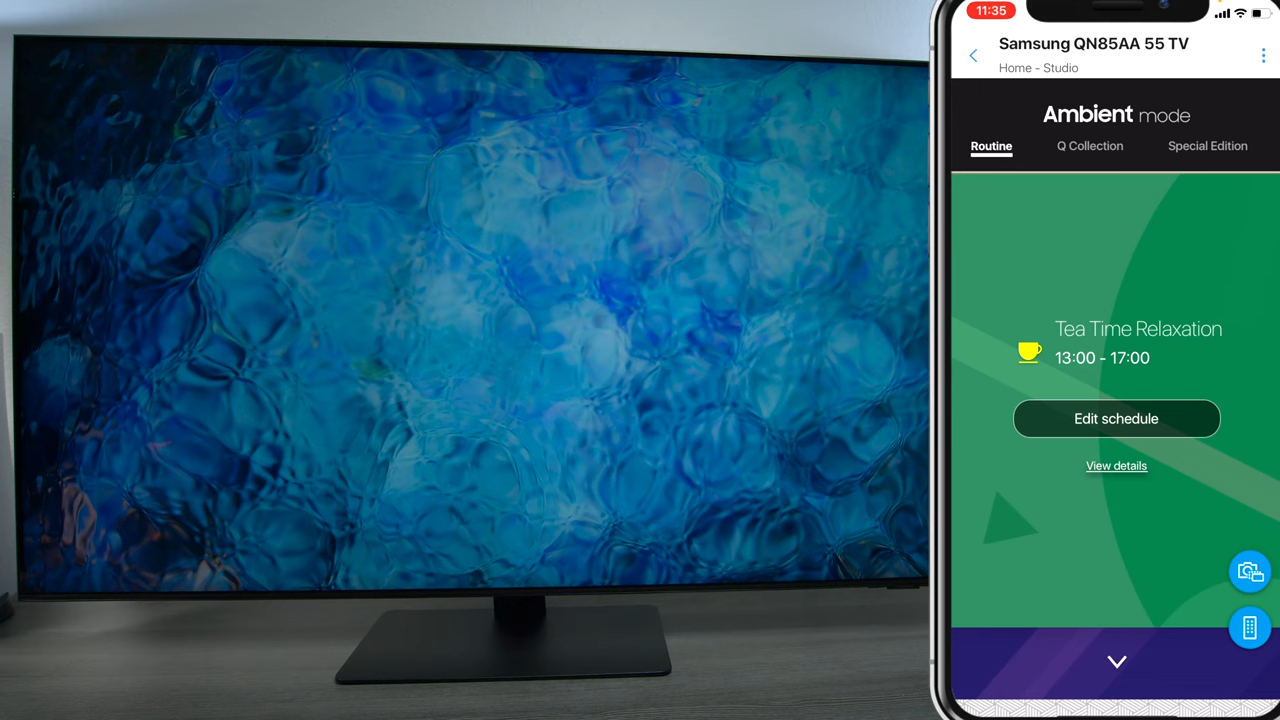 11:35
Samsung QN85AA 55 TV
Home - Studio
Ambient mode
Routine Q Collection Special Edition
Tea Time Relaxation
13:00 - 17:00
Edit schedule
View details